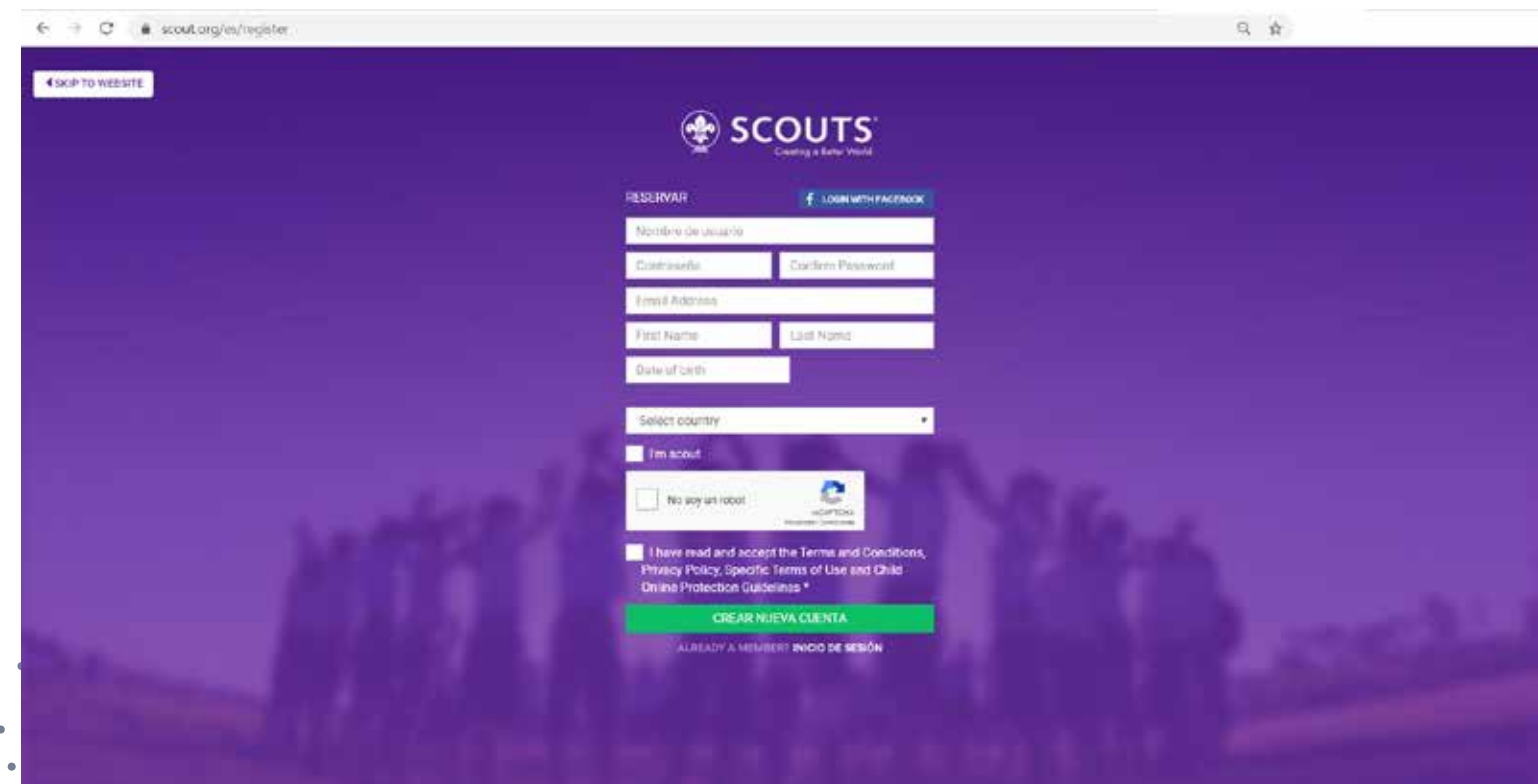 scout.org/es/register
SKIP TO WEBSITE
SCOUTS
Creating a Better World
RESERVAR
LOGIN WITH FACEBOOK
Nombre de usuario
Contraseña Confirm Password
Email Address
First Name Last Name
Date of birth
Select country
I'm scout
No soy un robot
reCAPTCHA
I have read and accept the Terms and Conditions,
Privacy Policy, Specific Terms of Use and Child
Online Protection Guidelines *
CREAR NUEVA CUENTA
ALREADY A MEMBER? INICIO DE SESIÓN